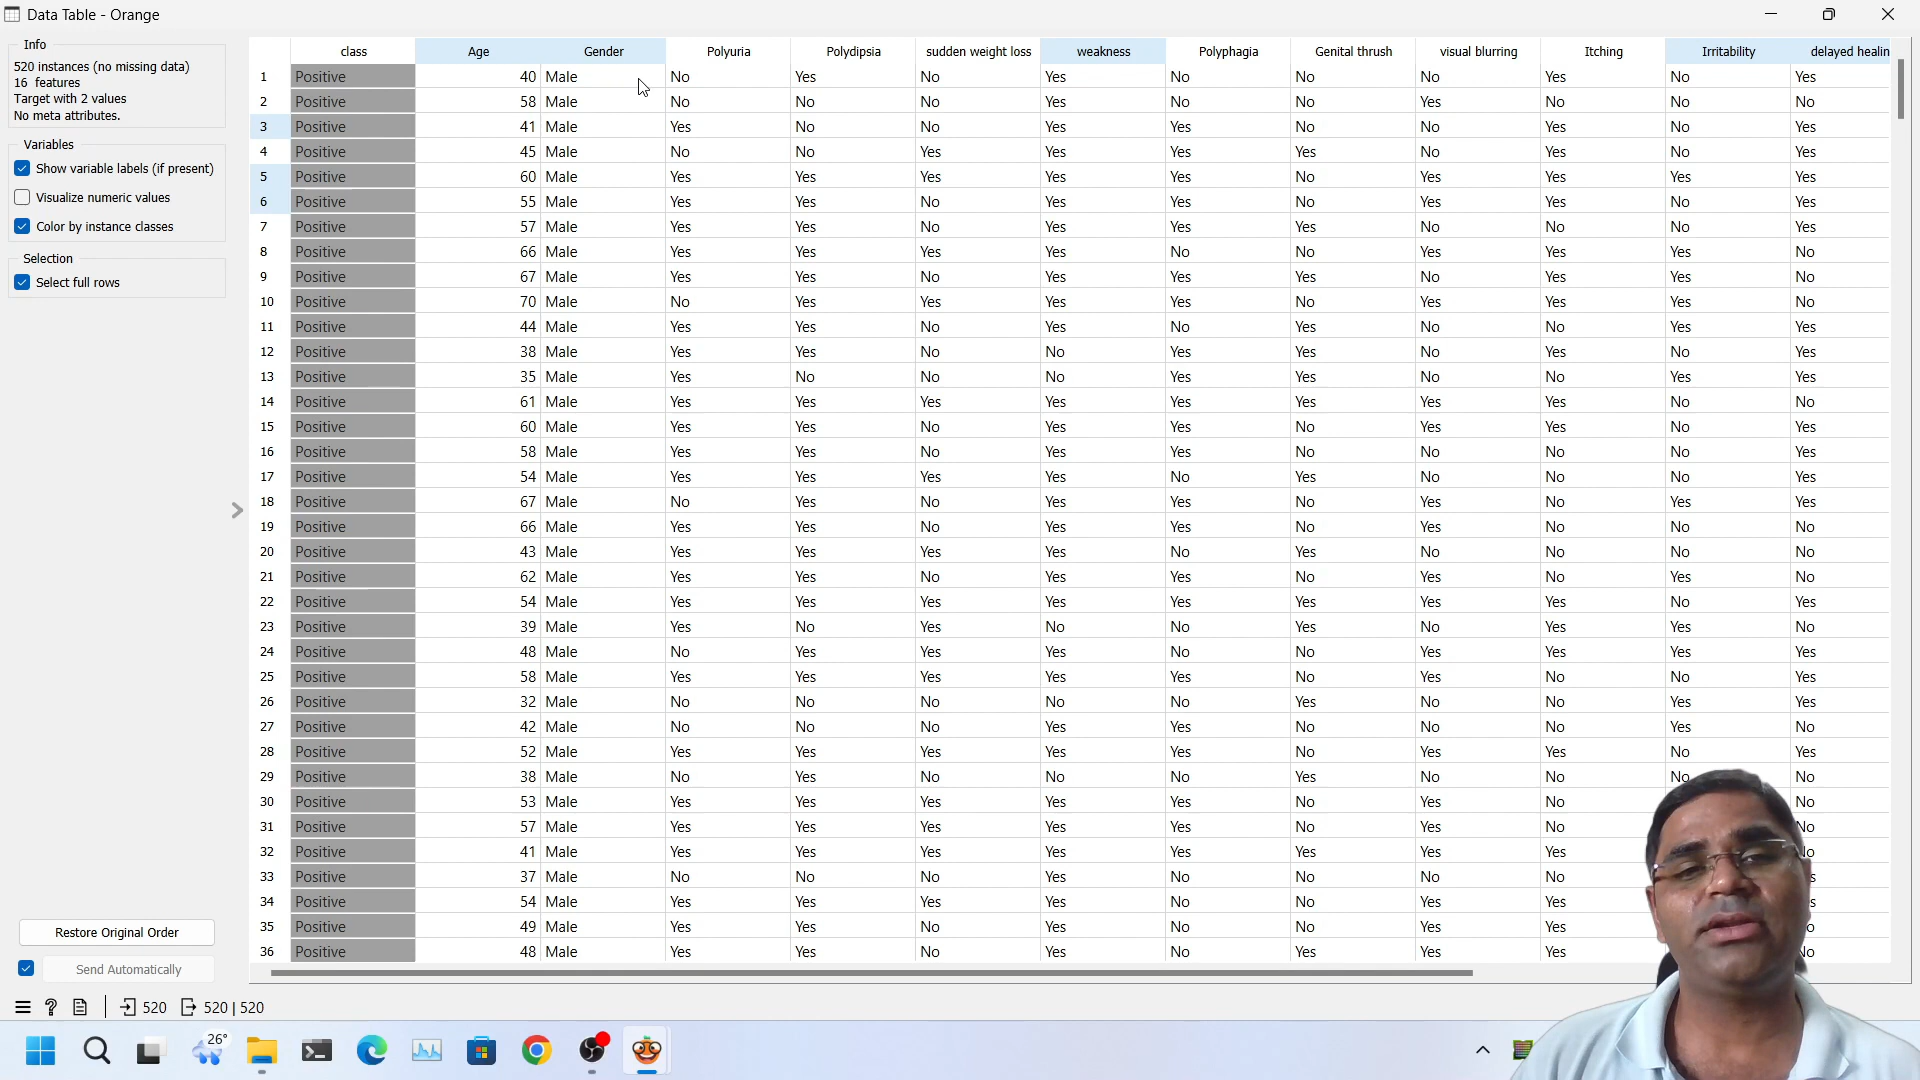 Data Table - Orange
Info
520 instances (no missing data)
16 features
Target with 2 values
No meta attributes.
Variables
Show variable labels (if present)
Visualize numeric values
Color by instance classes
Selection
Select full rows
class Age Gender Polyuria Polydipsia sudden weight loss weakness Polyphagia Genital thrush visual blurring Itching Irritability delayed healin
1 Positive 40 Male No Yes No Yes No No No Yes No Yes
2 Positive 58 Male No No No Yes No No Yes No No No
3 Positive 41 Male Yes No No Yes Yes No No Yes No Yes
4 Positive 45 Male No No Yes Yes Yes Yes No Yes No Yes
5 Positive 60 Male Yes Yes Yes Yes Yes No Yes Yes Yes Yes
6 Positive 55 Male Yes Yes No Yes Yes No Yes Yes No Yes
7 Positive 57 Male Yes Yes No Yes Yes Yes No No No Yes
8 Positive 66 Male Yes Yes Yes Yes No No Yes Yes Yes No
9 Positive 67 Male Yes Yes No Yes Yes Yes No Yes Yes No
10 Positive 70 Male No Yes Yes Yes Yes No Yes Yes Yes No
11 Positive 44 Male Yes Yes No Yes No Yes No No Yes Yes
12 Positive 38 Male Yes Yes No No Yes Yes No Yes No Yes
13 Positive 35 Male Yes No No No Yes Yes No No Yes Yes
14 Positive 61 Male Yes Yes Yes Yes Yes Yes Yes Yes No No
15 Positive 60 Male Yes Yes No Yes Yes No Yes Yes No Yes
16 Positive 58 Male Yes Yes No Yes Yes No No No No Yes
17 Positive 54 Male Yes Yes Yes Yes No Yes No No No Yes
18 Positive 67 Male No Yes No Yes Yes No Yes No Yes Yes
19 Positive 66 Male Yes Yes No Yes Yes No Yes No No No
20 Positive 43 Male Yes Yes Yes Yes No Yes No No No No
21 Positive 62 Male Yes Yes No Yes Yes No Yes No Yes No
22 Positive 54 Male Yes Yes Yes Yes Yes Yes Yes Yes No Yes
23 Positive 39 Male Yes No Yes No No Yes No Yes Yes No
24 Positive 48 Male No Yes Yes Yes No No Yes Yes Yes Yes
25 Positive 58 Male Yes Yes Yes Yes Yes No Yes No No Yes
26 Positive 32 Male No No No No No Yes No No Yes Yes
27 Positive 42 Male No No No Yes Yes No No No Yes No
28 Positive 52 Male Yes Yes Yes Yes Yes No Yes Yes No Yes
29 Positive 38 Male No Yes No No No Yes No No No No
30 Positive 53 Male Yes Yes Yes Yes Yes No Yes No No
31 Positive 57 Male Yes Yes Yes Yes Yes No Yes No No
32 Positive 41 Male Yes Yes Yes Yes Yes Yes Yes Yes
33 Positive 37 Male No No No Yes No No No No
34 Positive 54 Male Yes Yes Yes Yes No No Yes Yes
35 Positive 49 Male Yes Yes No Yes No No Yes Yes
36 Positive 48 Male Yes Yes No Yes No Yes Yes Yes
Restore Original Order
Send Automatically
520 520 | 520
26°